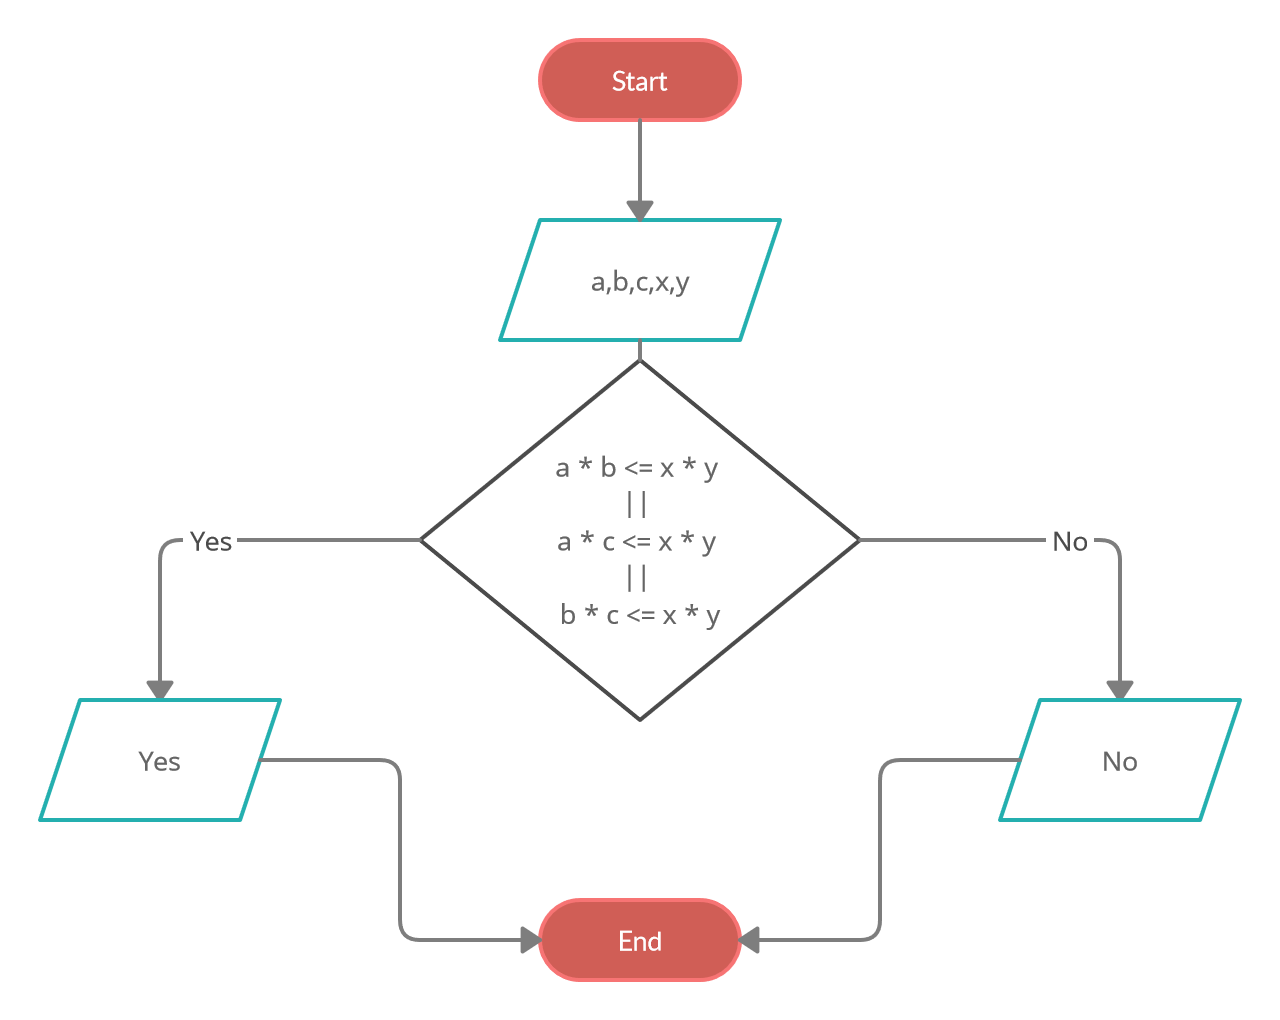 Start
a,b,c,x,y
a * b <= x * y
||
a * c <= x * y
||
b * c <= x * y
Yes
No
Yes
No
End